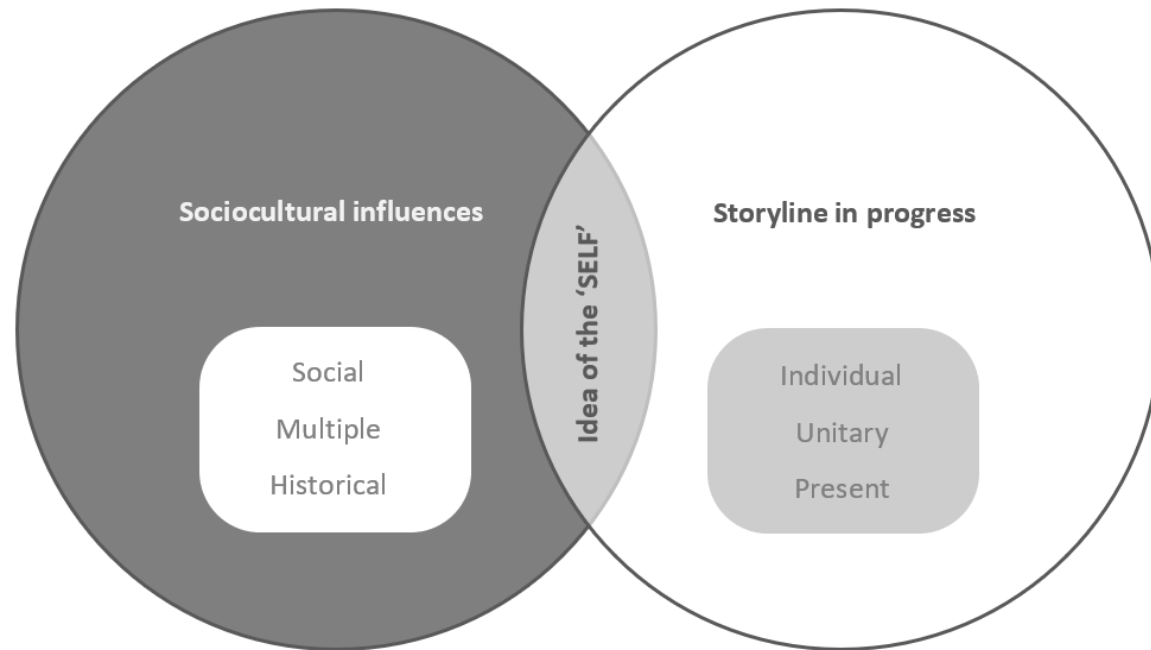 Sociocultural influences
Social
Multiple
Historical
Idea of the ‘SELF’
Storyline in progress
Individual
Unitary
Present